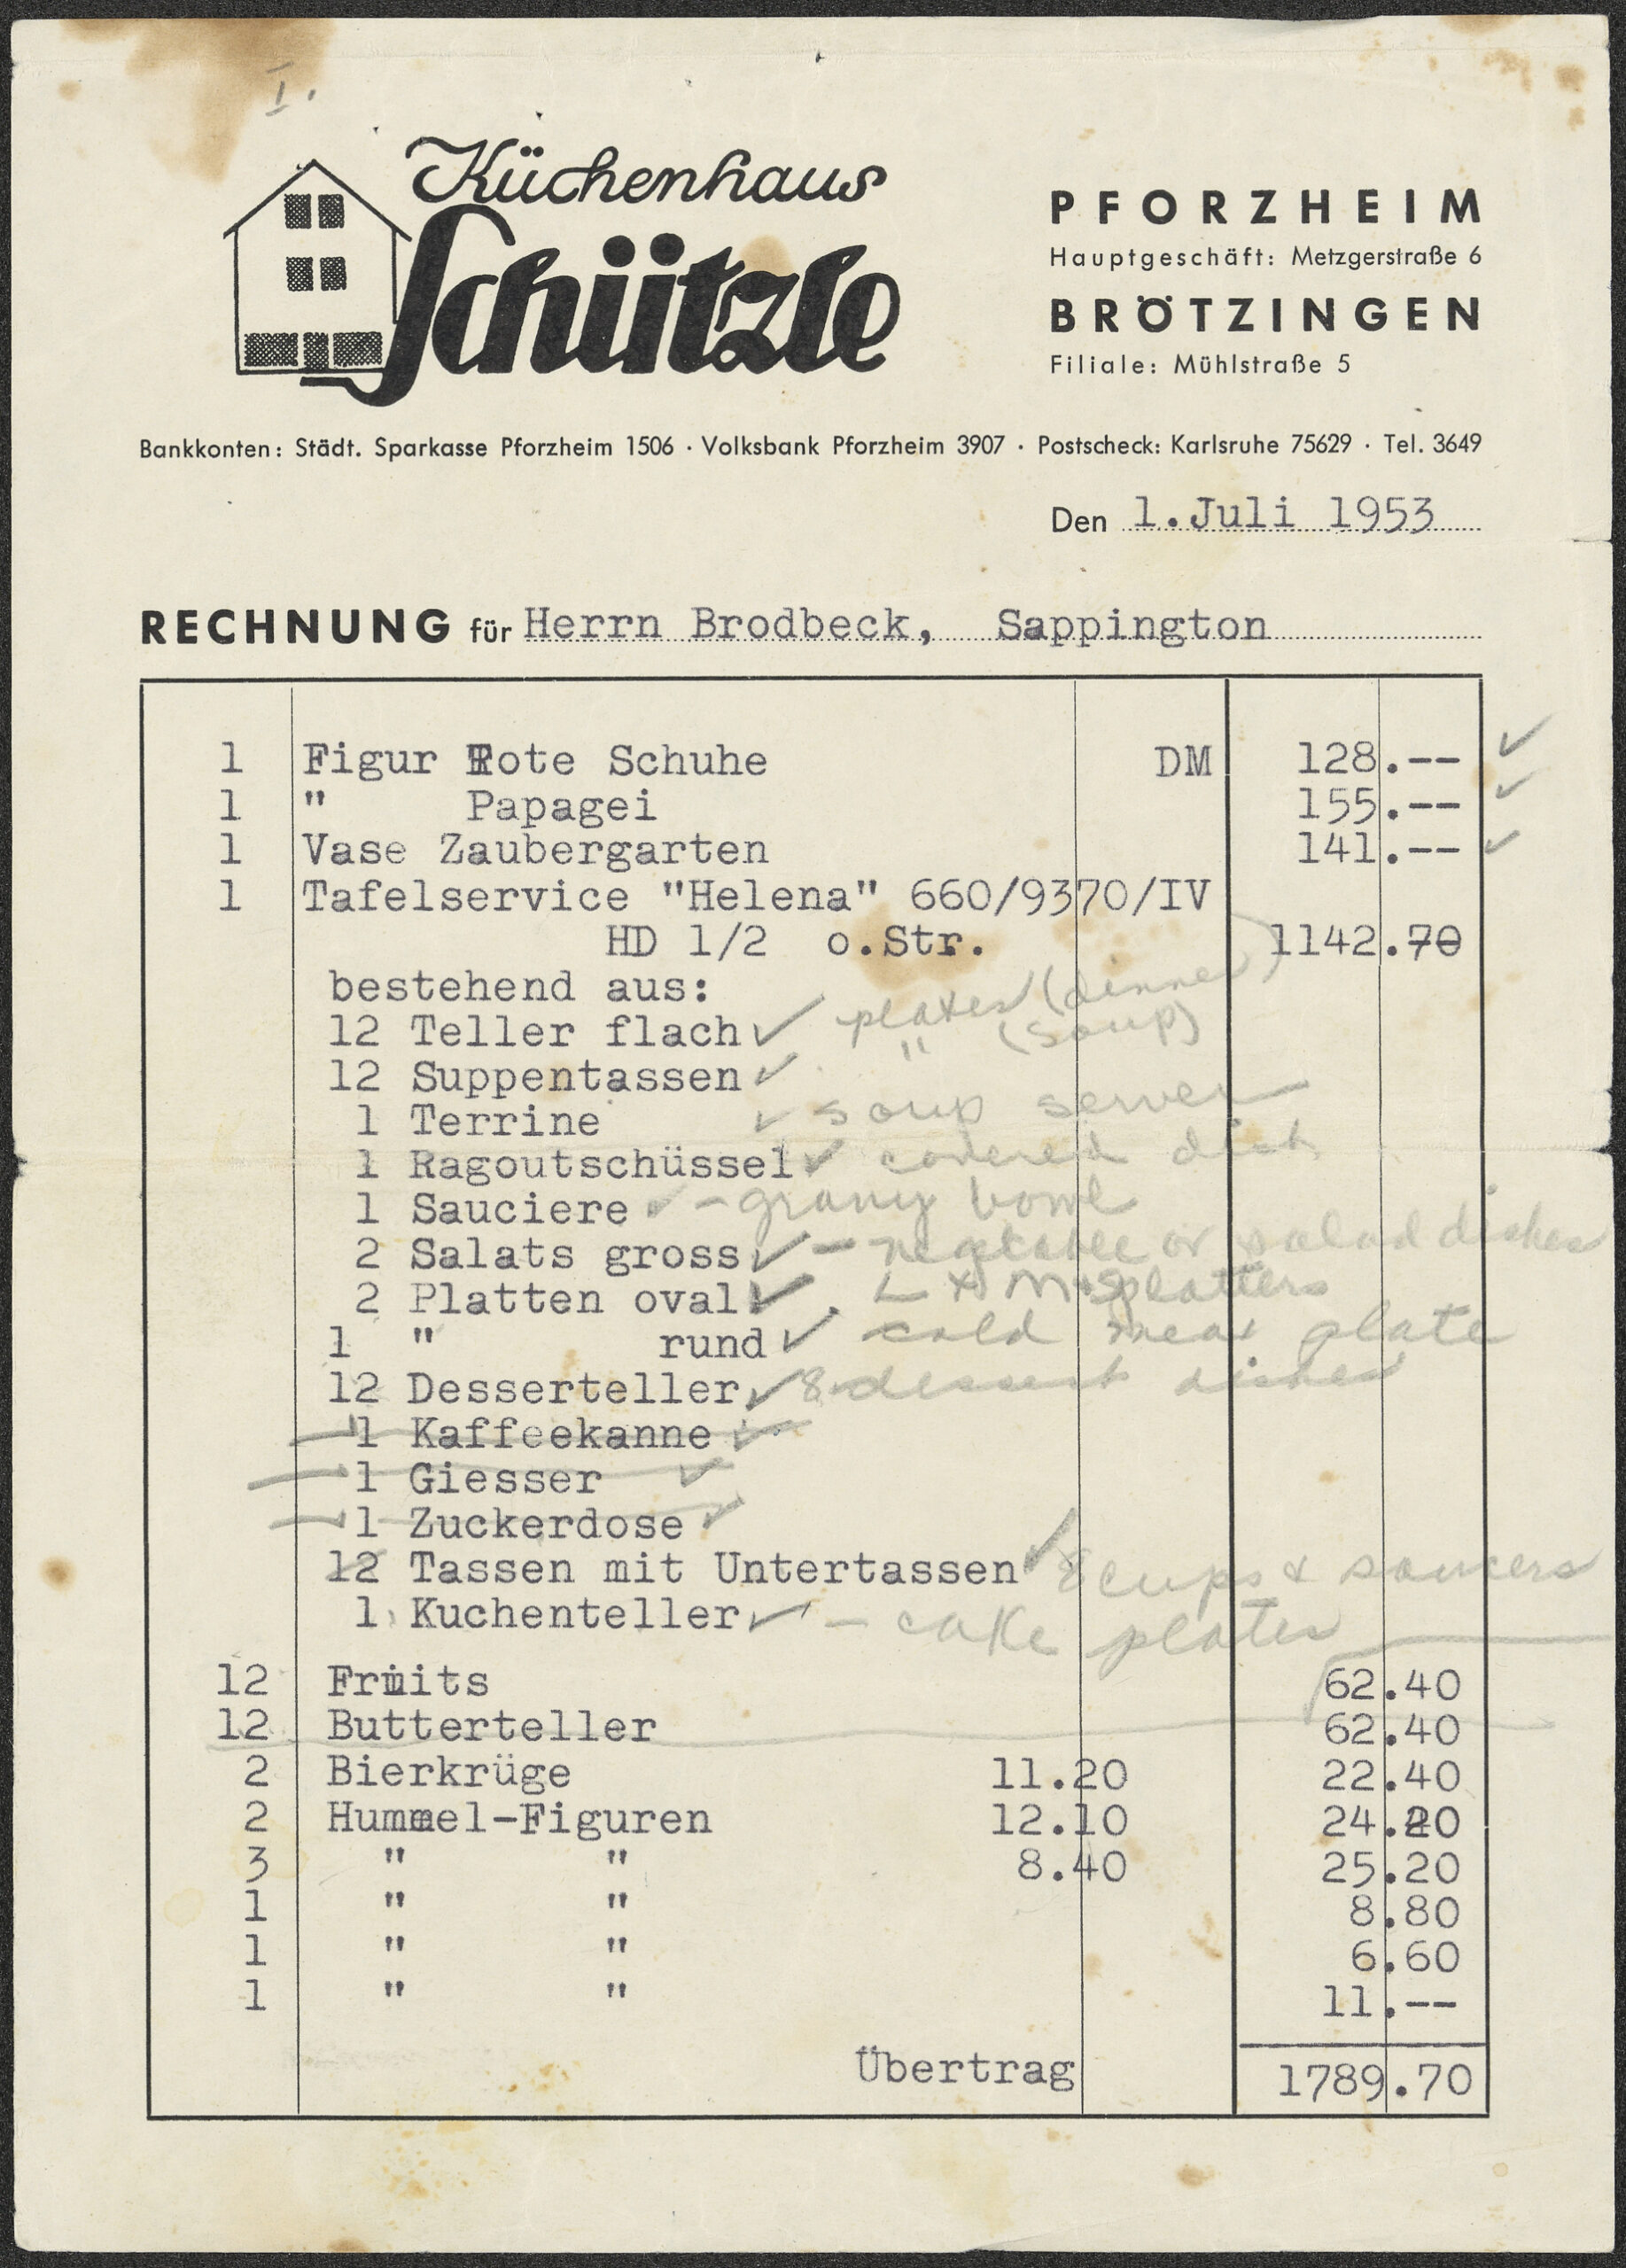 I.
Küchenhaus
Schützle
PFORZHEIM
Hauptgeschäft: Metzgerstraße 6
BRÖTZINGEN
Filiale: Mühlstraße 5
Bankkonten: Städt. Sparkasse Pforzheim 1506 · Volksbank Pforzheim 3907 · Postscheck: Karlsruhe 75629 · Tel. 3649
Den 1.Juli 1953
RECHNUNG für Herrn Brodbeck, Sappington
1 Figur Rote Schuhe DM 128.--
1 " Papagei 155.--
1 Vase Zaubergarten 141.--
1 Tafelservice "Helena" 660/9370/IV
HD 1/2 o.Str. 1142.70
bestehend aus:
12 Teller flach ✓ plates (dinner)
12 Suppentassen ✓ " (soup)
1 Terrine ✓ soup server
1 Ragoutschüssel ✓ covered dish
1 Sauciere ✓ - gravy bowl
2 Salats gross ✓ - vegetable or salad dishes
2 Platten oval ✓ L + M + S platters
1 " rund ✓ cold meat plate
12 Desserteller ✓ 8 dessert dishes
1 Kaffeekanne ✓
1 Giesser ✓
1 Zuckerdose ✓
12 Tassen mit Untertassen ✓ 8 cups & saucers
1 Kuchenteller ✓ - cake plates
12 Fruits 62.40
12 Butterteller 62.40
2 Bierkrüge 11.20 22.40
2 Hummel-Figuren 12.10 24.20
3 " " 8.40 25.20
1 " " 8.80
1 " " 6.60
1 " " 11.--
Übertrag 1789.70